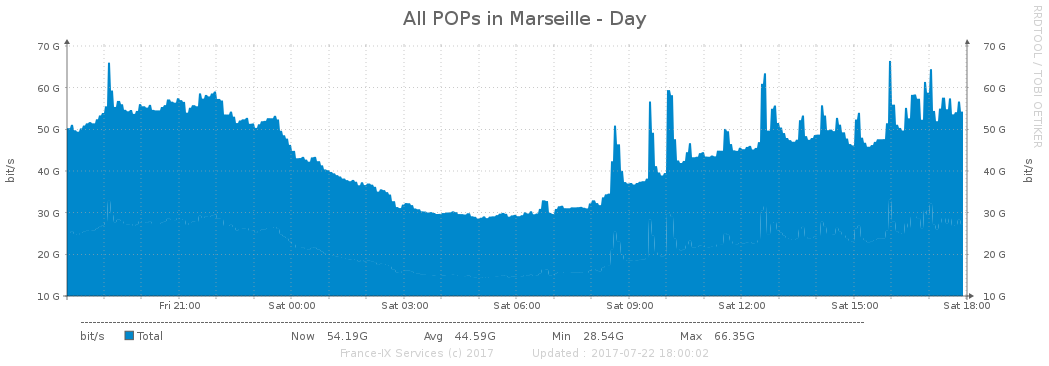 All POPs in Marseille - Day
RRDTOOL / TOBI OETIKER
70 G 70 G
60 G 60 G
50 G 50 G
40 G 40 G
30 G 30 G
20 G 20 G
10 G 10 G
bit/s
bit/s
Fri 21:00 Sat 00:00 Sat 03:00 Sat 06:00 Sat 09:00 Sat 12:00 Sat 15:00 Sat 18:00
bit/s Total Now 54.19G Avg 44.59G Min 28.54G Max 66.35G
France-IX Services (c) 2017 Updated : 2017-07-22 18:00:02